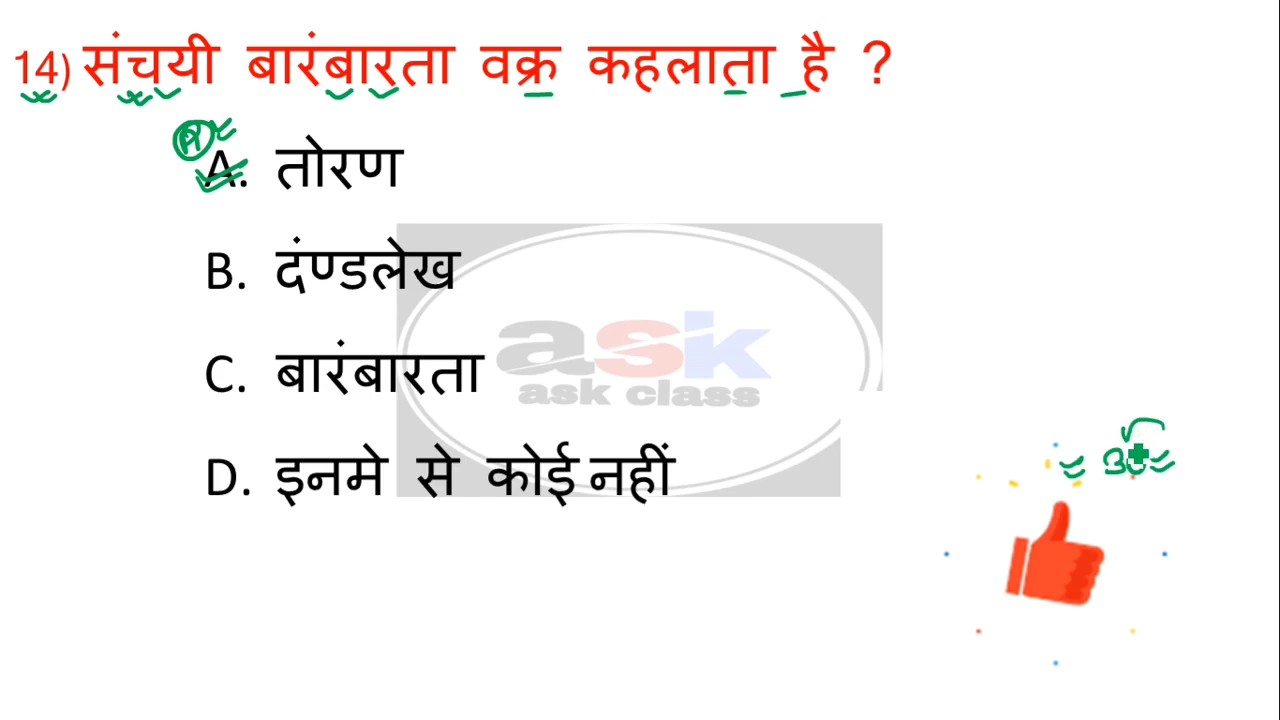 14) संचयी बारंबारता वक्र कहलाता है ?
A. तोरण
B. दंण्डलेख
C. बारंबारता
D. इनमे से कोई नहीं
ask
ask class